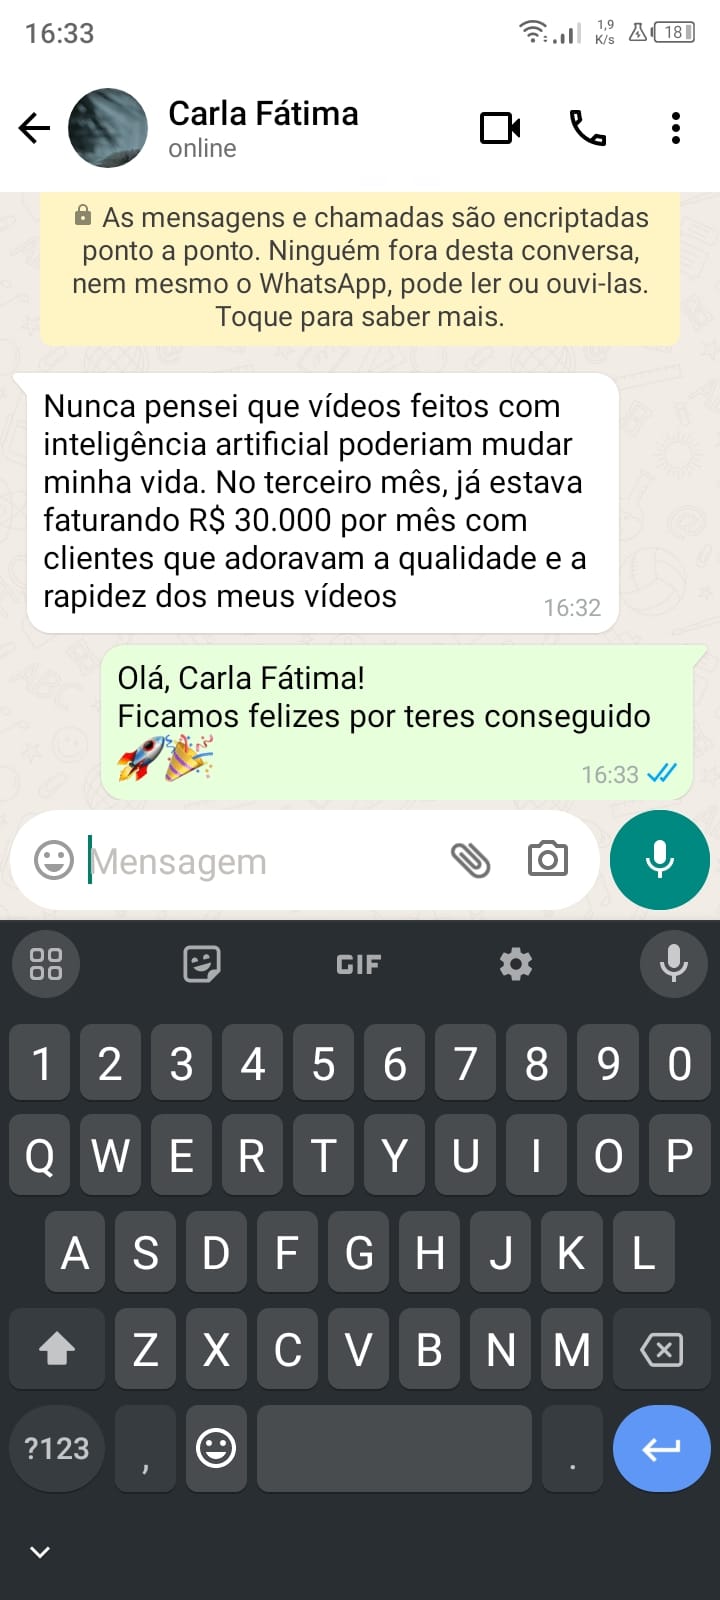 16:33
1,9
K/s
18
Carla Fátima
online
As mensagens e chamadas são encriptadas
ponto a ponto. Ninguém fora desta conversa,
nem mesmo o WhatsApp, pode ler ou ouvi-las.
Toque para saber mais.
Nunca pensei que vídeos feitos com
inteligência artificial poderiam mudar
minha vida. No terceiro mês, já estava
faturando R$ 30.000 por mês com
clientes que adoravam a qualidade e a
rapidez dos meus vídeos
16:32
Olá, Carla Fátima!
Ficamos felizes por teres conseguido
🚀🎉
16:33
Mensagem
GIF
1 2 3 4 5 6 7 8 9 0
Q W E R T Y U I O P
A S D F G H J K L
Z X C V B N M
?123 , .